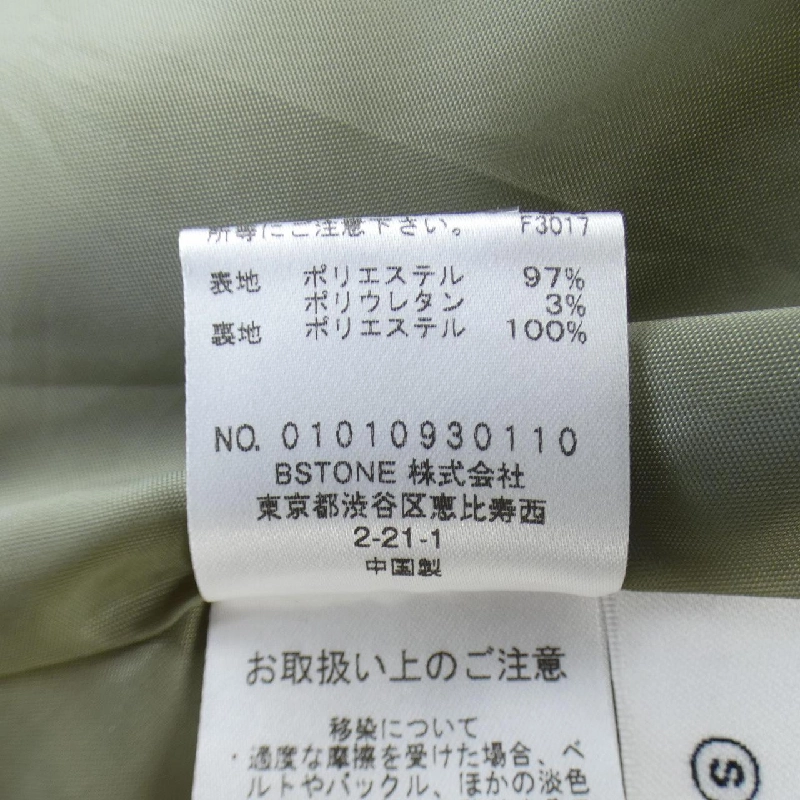 所等にご注意下さい。 F3017
表地 ポリエステル 97%
ポリウレタン 3%
裏地 ポリエステル 100%
NO. 01010930110
BSTONE 株式会社
東京都渋谷区恵比寿西
2-21-1
中国製
お取扱い上のご注意
移染について
・過度な摩擦を受けた場合、ベ
ルトやバックル、ほかの淡色
S